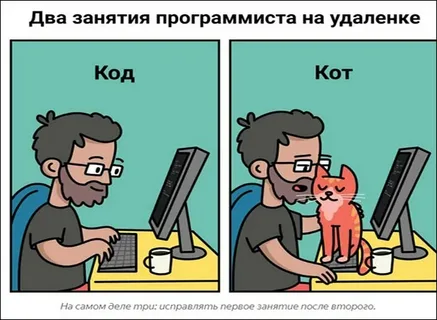 Два занятия программиста на удаленке
Код
Кот
На самом деле три: исправлять первое занятие после второго.